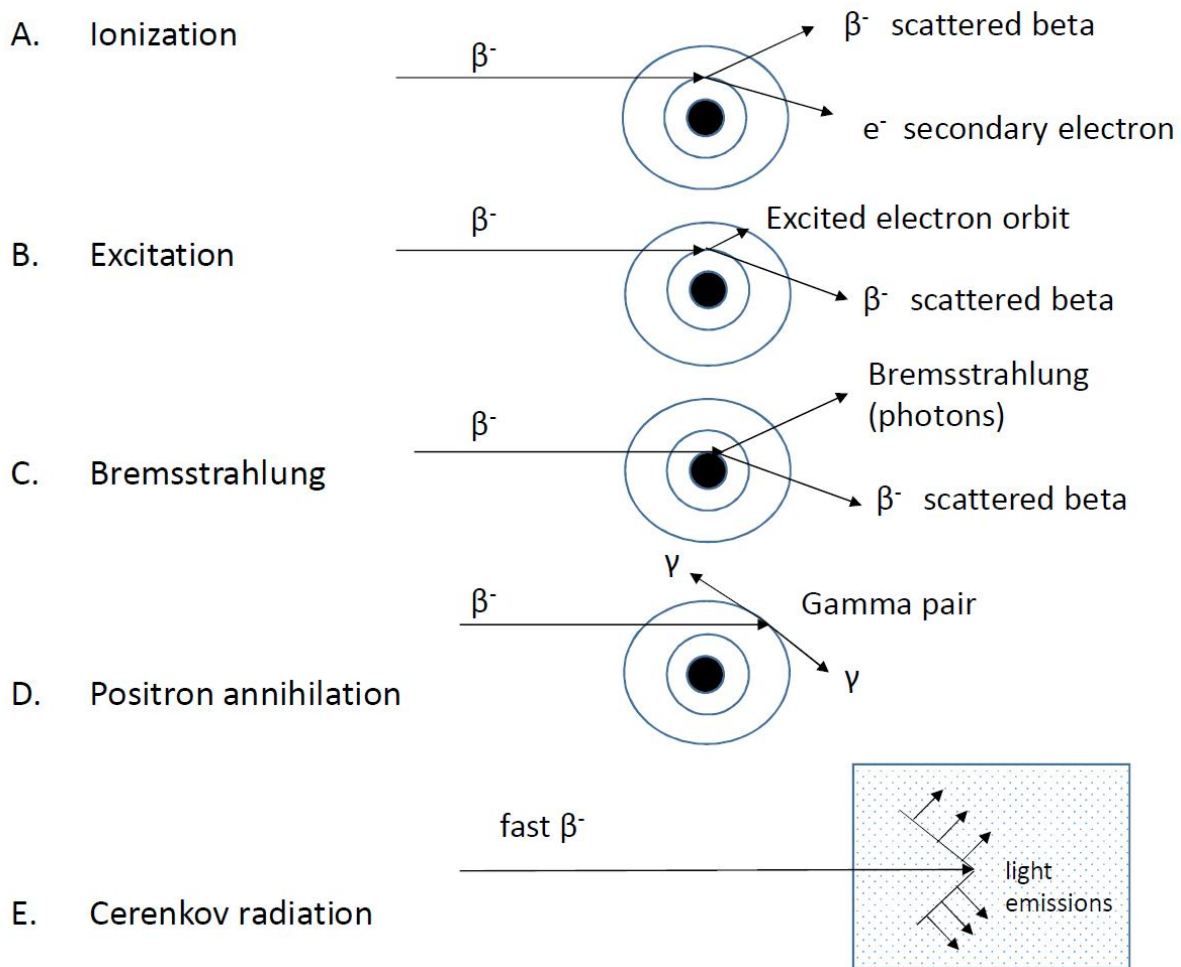 A. Ionization
β⁻
β⁻ scattered beta
e⁻ secondary electron
B. Excitation
β⁻
Excited electron orbit
β⁻ scattered beta
C. Bremsstrahlung
β⁻
Bremsstrahlung
(photons)
β⁻ scattered beta
D. Positron annihilation
β⁻
γ
Gamma pair
γ
E. Cerenkov radiation
fast β⁻
light
emissions